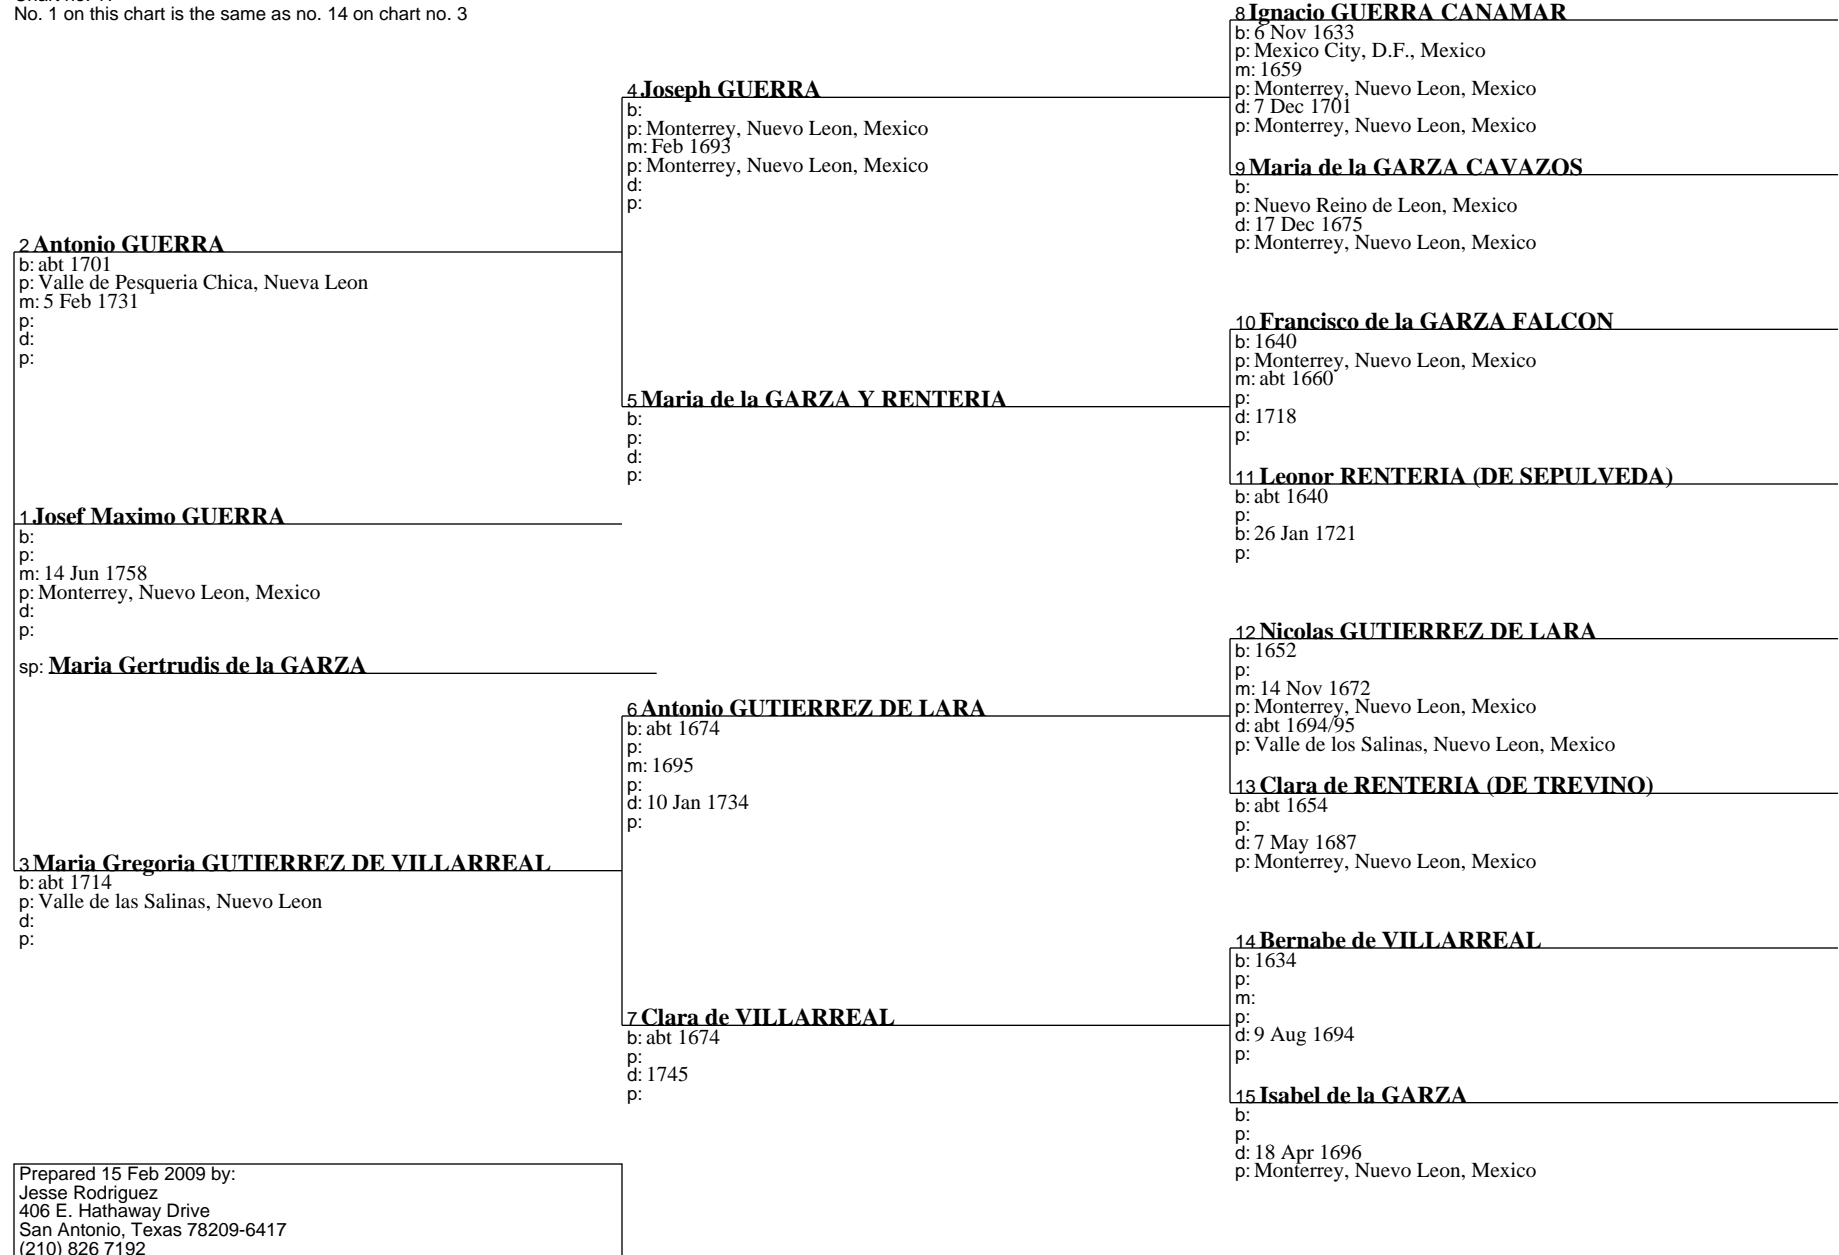 No. 1 on this chart is the same as no. 14 on chart no. 3
8 Ignacio GUERRA CANAMAR
b: 6 Nov 1633
p: Mexico City, D.F., Mexico
m: 1659
p: Monterrey, Nuevo Leon, Mexico
d: 7 Dec 1701
p: Monterrey, Nuevo Leon, Mexico
4 Joseph GUERRA
b:
p: Monterrey, Nuevo Leon, Mexico
m: Feb 1693
p: Monterrey, Nuevo Leon, Mexico
d:
p:
9 Maria de la GARZA CAVAZOS
b:
p: Nuevo Reino de Leon, Mexico
d: 17 Dec 1675
p: Monterrey, Nuevo Leon, Mexico
2 Antonio GUERRA
b: abt 1701
p: Valle de Pesqueria Chica, Nueva Leon
m: 5 Feb 1731
p:
d:
p:
10 Francisco de la GARZA FALCON
b: 1640
p: Monterrey, Nuevo Leon, Mexico
m: abt 1660
p:
d: 1718
p:
5 Maria de la GARZA Y RENTERIA
b:
p:
d:
p:
11 Leonor RENTERIA (DE SEPULVEDA)
b: abt 1640
p:
b: 26 Jan 1721
p:
1 Josef Maximo GUERRA
b:
p:
m: 14 Jun 1758
p: Monterrey, Nuevo Leon, Mexico
d:
p:
sp: Maria Gertrudis de la GARZA
12 Nicolas GUTIERREZ DE LARA
b: 1652
p:
m: 14 Nov 1672
p: Monterrey, Nuevo Leon, Mexico
d: abt 1694/95
p: Valle de los Salinas, Nuevo Leon, Mexico
6 Antonio GUTIERREZ DE LARA
b: abt 1674
p:
m: 1695
p:
d: 10 Jan 1734
p:
13 Clara de RENTERIA (DE TREVINO)
b: abt 1654
p:
d: 7 May 1687
p: Monterrey, Nuevo Leon, Mexico
3 Maria Gregoria GUTIERREZ DE VILLARREAL
b: abt 1714
p: Valle de las Salinas, Nuevo Leon
d:
p:
14 Bernabe de VILLARREAL
b: 1634
p:
m:
p:
d: 9 Aug 1694
p:
7 Clara de VILLARREAL
b: abt 1674
p:
d: 1745
p:
15 Isabel de la GARZA
b:
p:
d: 18 Apr 1696
p: Monterrey, Nuevo Leon, Mexico
Prepared 15 Feb 2009 by:
Jesse Rodriguez
406 E. Hathaway Drive
San Antonio, Texas 78209-6417
(210) 826 7192